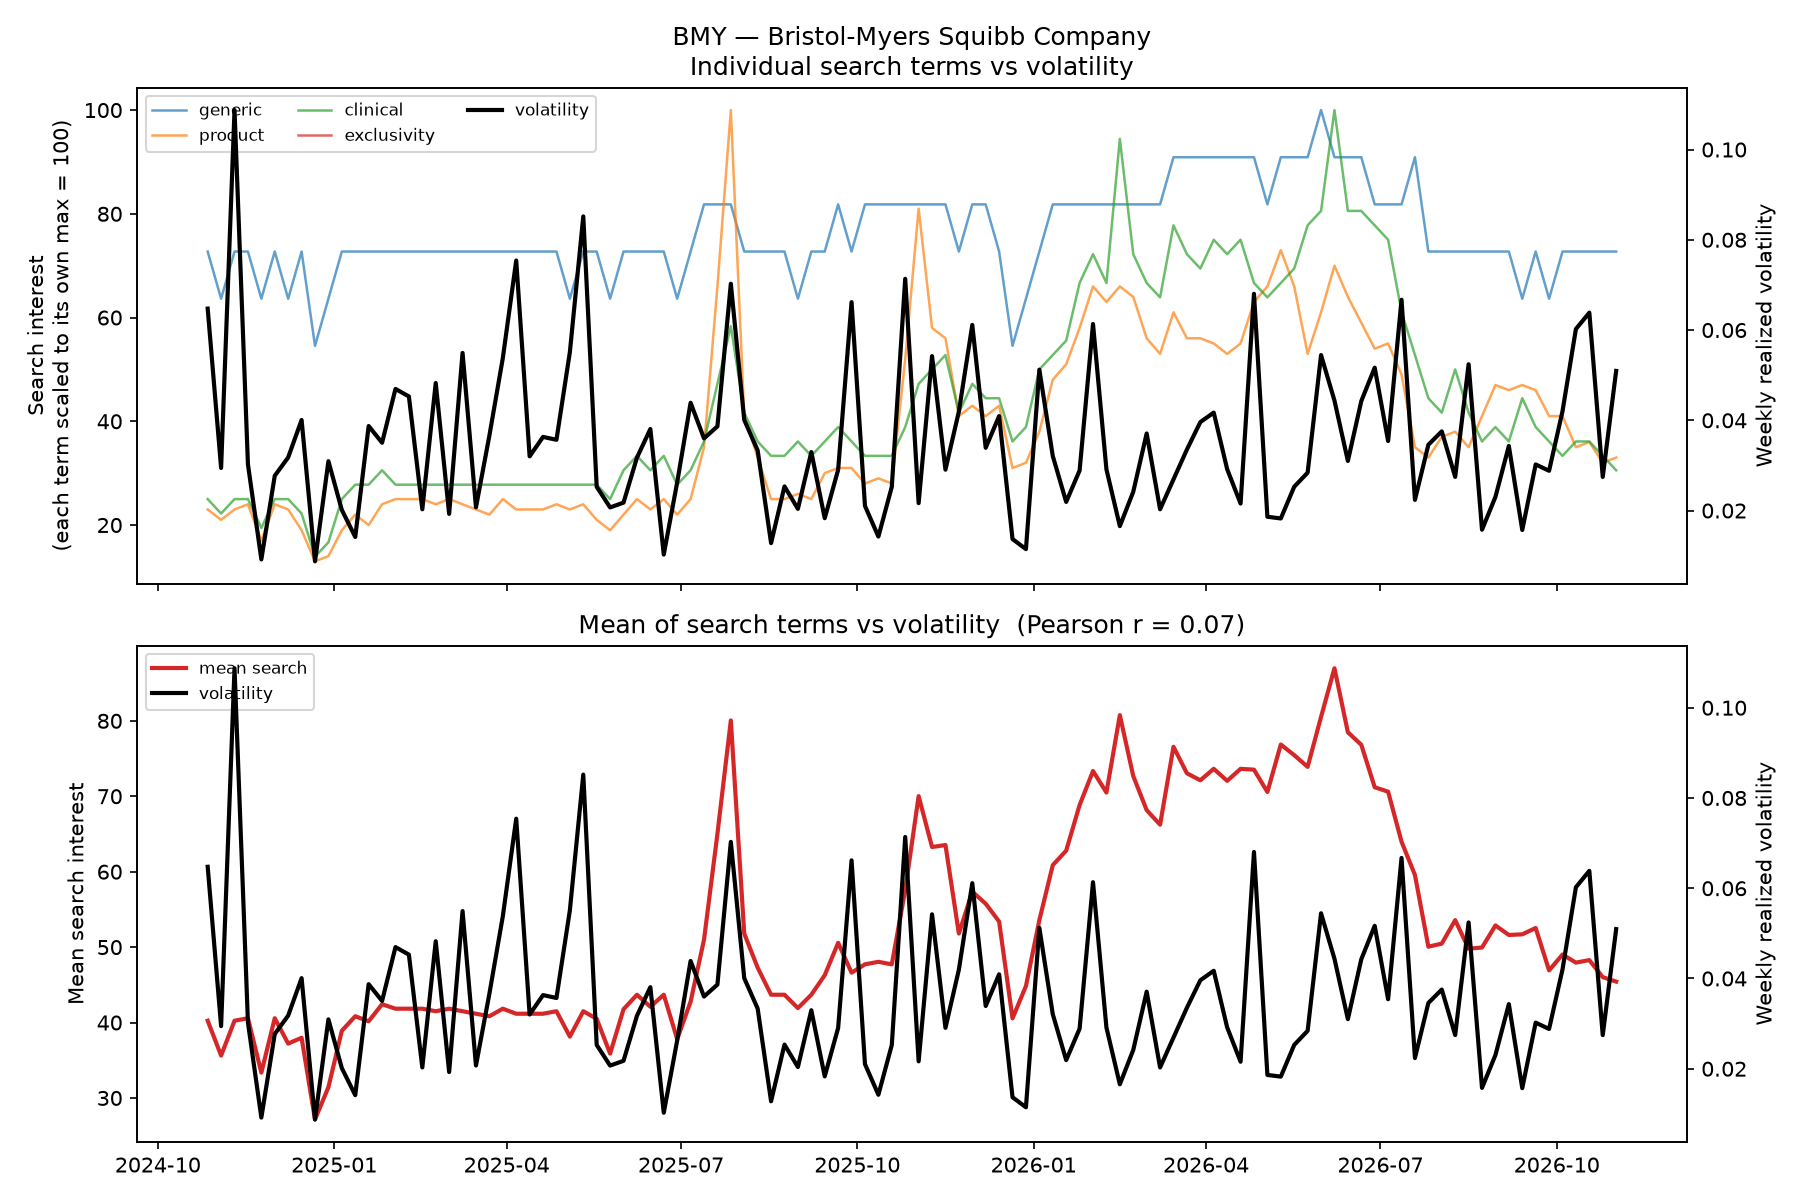 BMY — Bristol-Myers Squibb Company
Individual search terms vs volatility
generic
product
clinical
exclusivity
volatility
Search interest
(each term scaled to its own max = 100)
100
80
60
40
20
Weekly realized volatility
0.10
0.08
0.06
0.04
0.02
Mean of search terms vs volatility (Pearson r = 0.07)
mean search
volatility
Mean search interest
80
70
60
50
40
30
Weekly realized volatility
0.10
0.08
0.06
0.04
0.02
2024-10
2025-01
2025-04
2025-07
2025-10
2026-01
2026-04
2026-07
2026-10